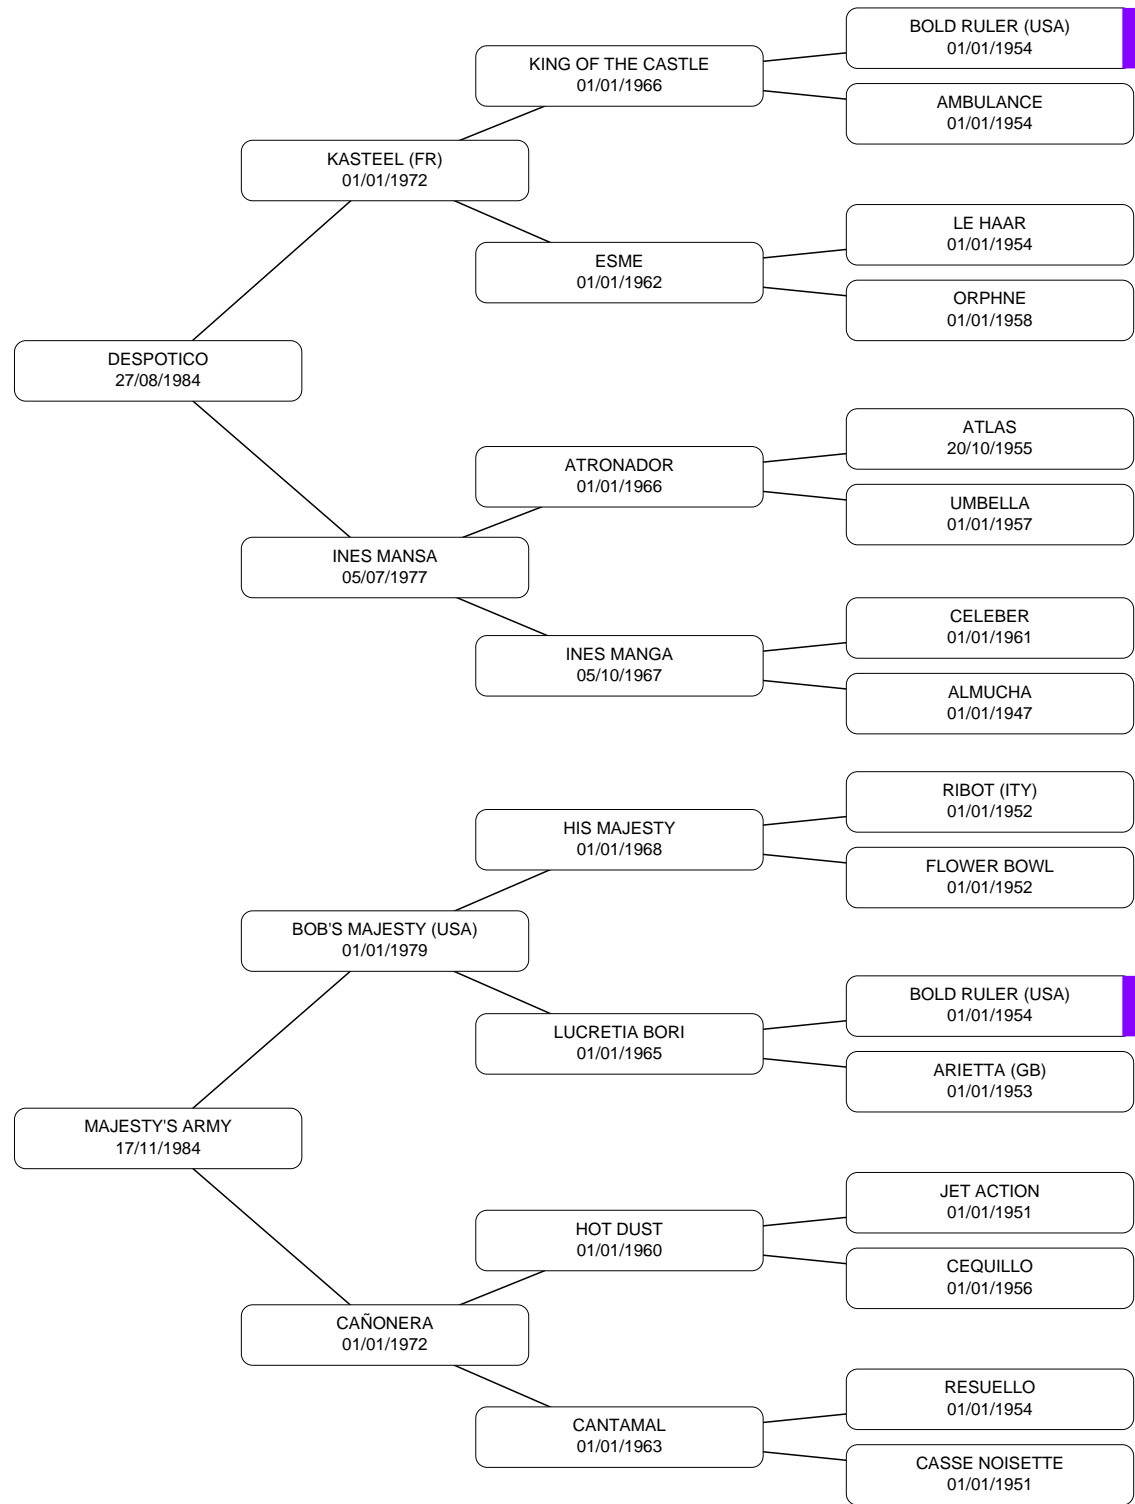 BOLD RULER (USA)
01/01/1954
KING OF THE CASTLE
01/01/1966
AMBULANCE
01/01/1954
KASTEEL (FR)
01/01/1972
LE HAAR
01/01/1954
ESME
01/01/1962
ORPHNE
01/01/1958
DESPOTICO
27/08/1984
ATLAS
20/10/1955
ATRONADOR
01/01/1966
UMBELLA
01/01/1957
INES MANSA
05/07/1977
CELEBER
01/01/1961
INES MANGA
05/10/1967
ALMUCHA
01/01/1947
RIBOT (ITY)
01/01/1952
HIS MAJESTY
01/01/1968
FLOWER BOWL
01/01/1952
BOB'S MAJESTY (USA)
01/01/1979
BOLD RULER (USA)
01/01/1954
LUCRETIA BORI
01/01/1965
ARIETTA (GB)
01/01/1953
MAJESTY'S ARMY
17/11/1984
JET ACTION
01/01/1951
HOT DUST
01/01/1960
CEQUILLO
01/01/1956
CAÑONERA
01/01/1972
RESUELLO
01/01/1954
CANTAMAL
01/01/1963
CASSE NOISETTE
01/01/1951